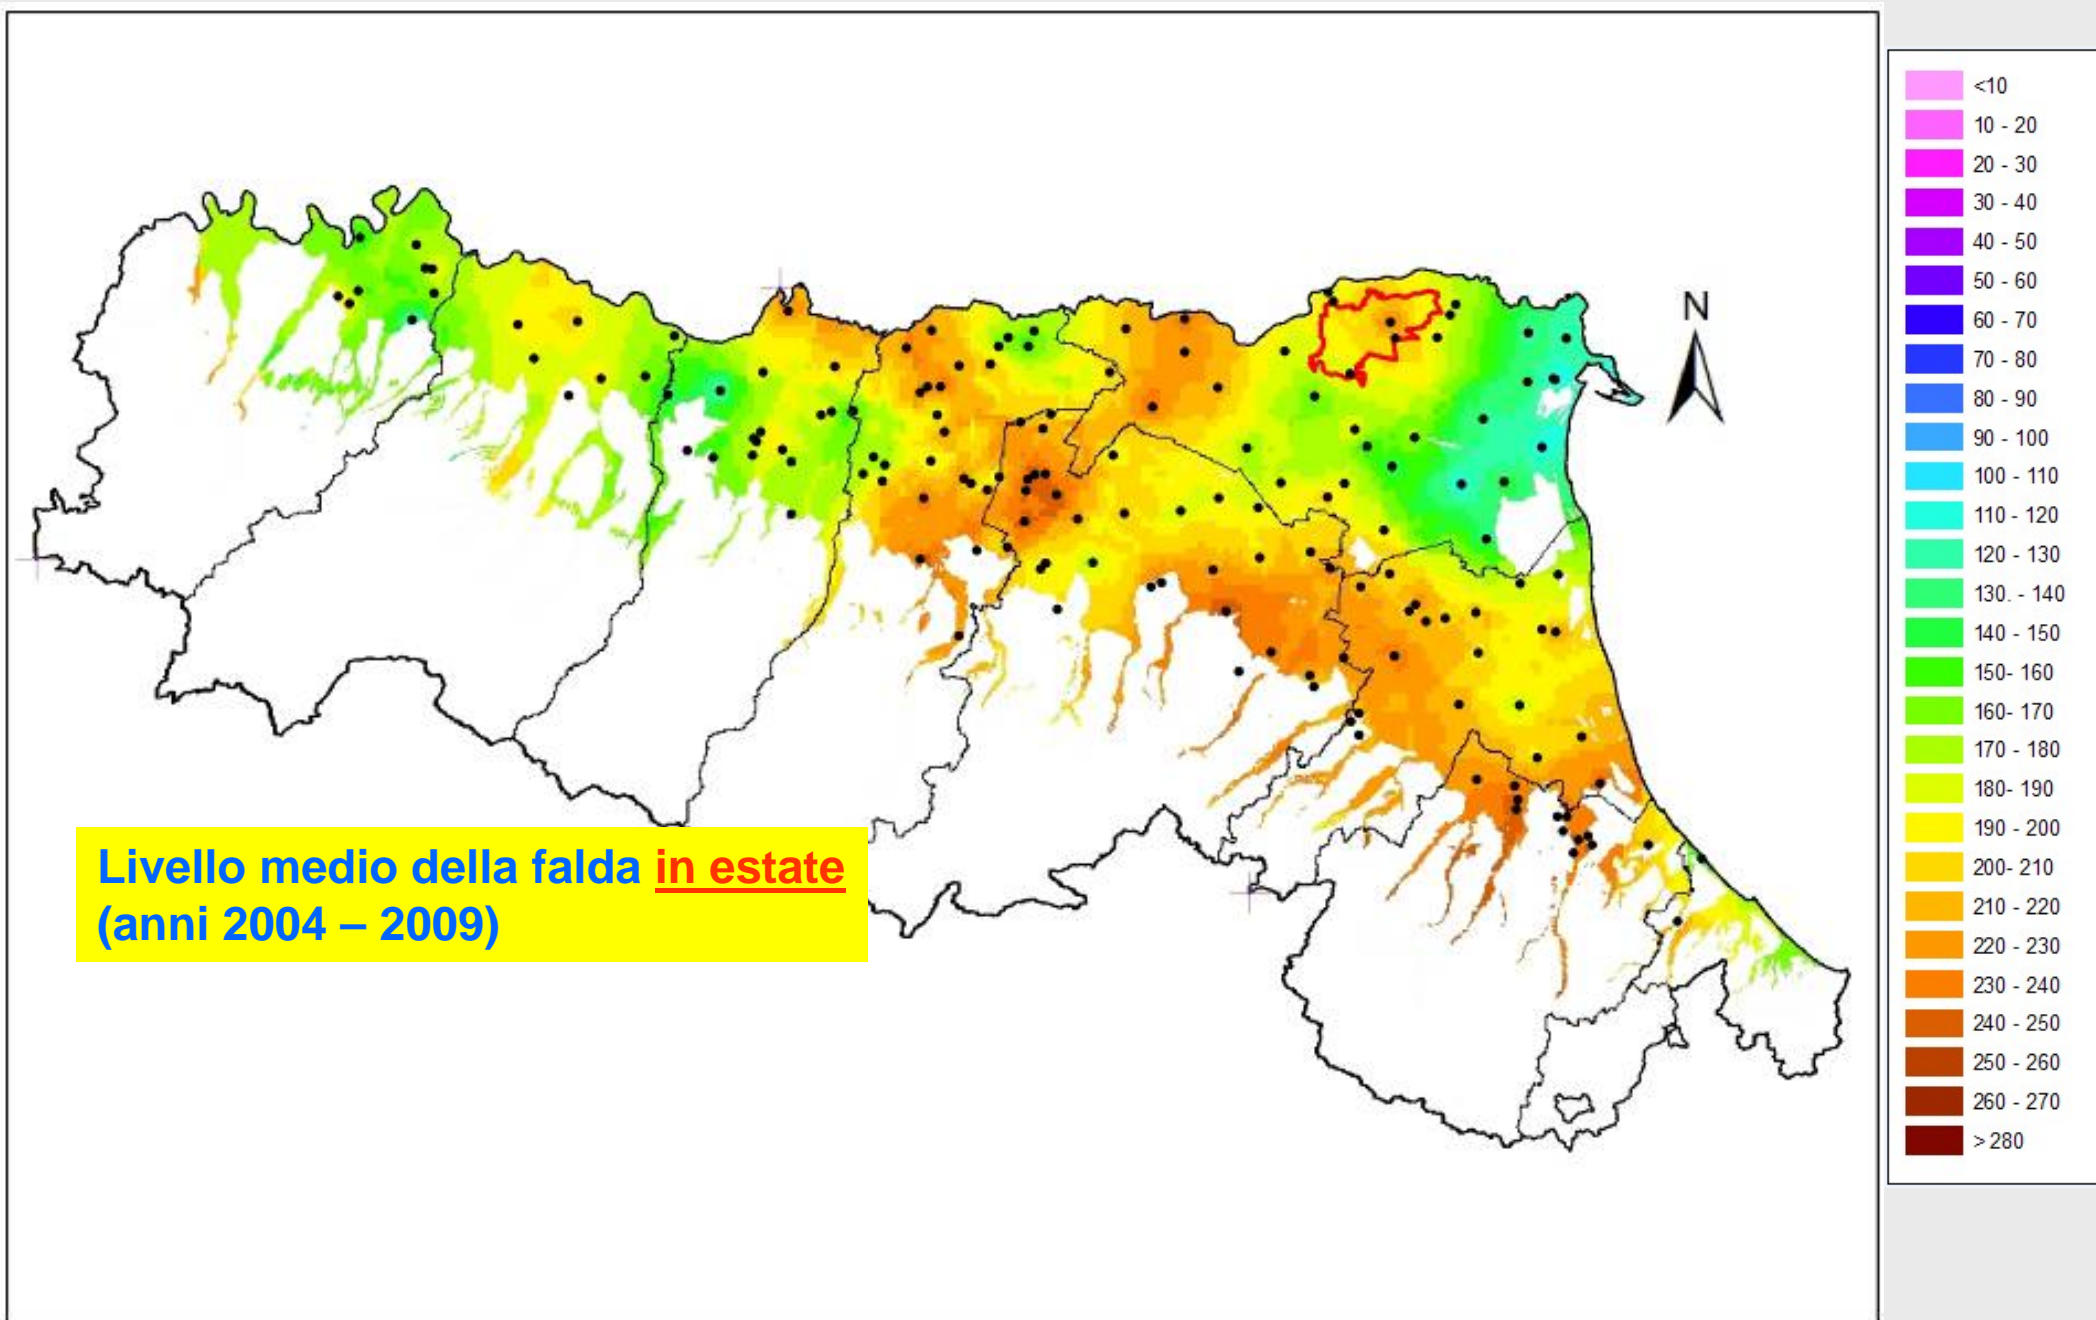 N
<10
10 - 20
20 - 30
30 - 40
40 - 50
50 - 60
60 - 70
70 - 80
80 - 90
90 - 100
100 - 110
110 - 120
120 - 130
130. - 140
140 - 150
150- 160
160- 170
170 - 180
180- 190
190 - 200
200- 210
210 - 220
220 - 230
230 - 240
240 - 250
250 - 260
260 - 270
> 280
Livello medio della falda in estate
(anni 2004 – 2009)